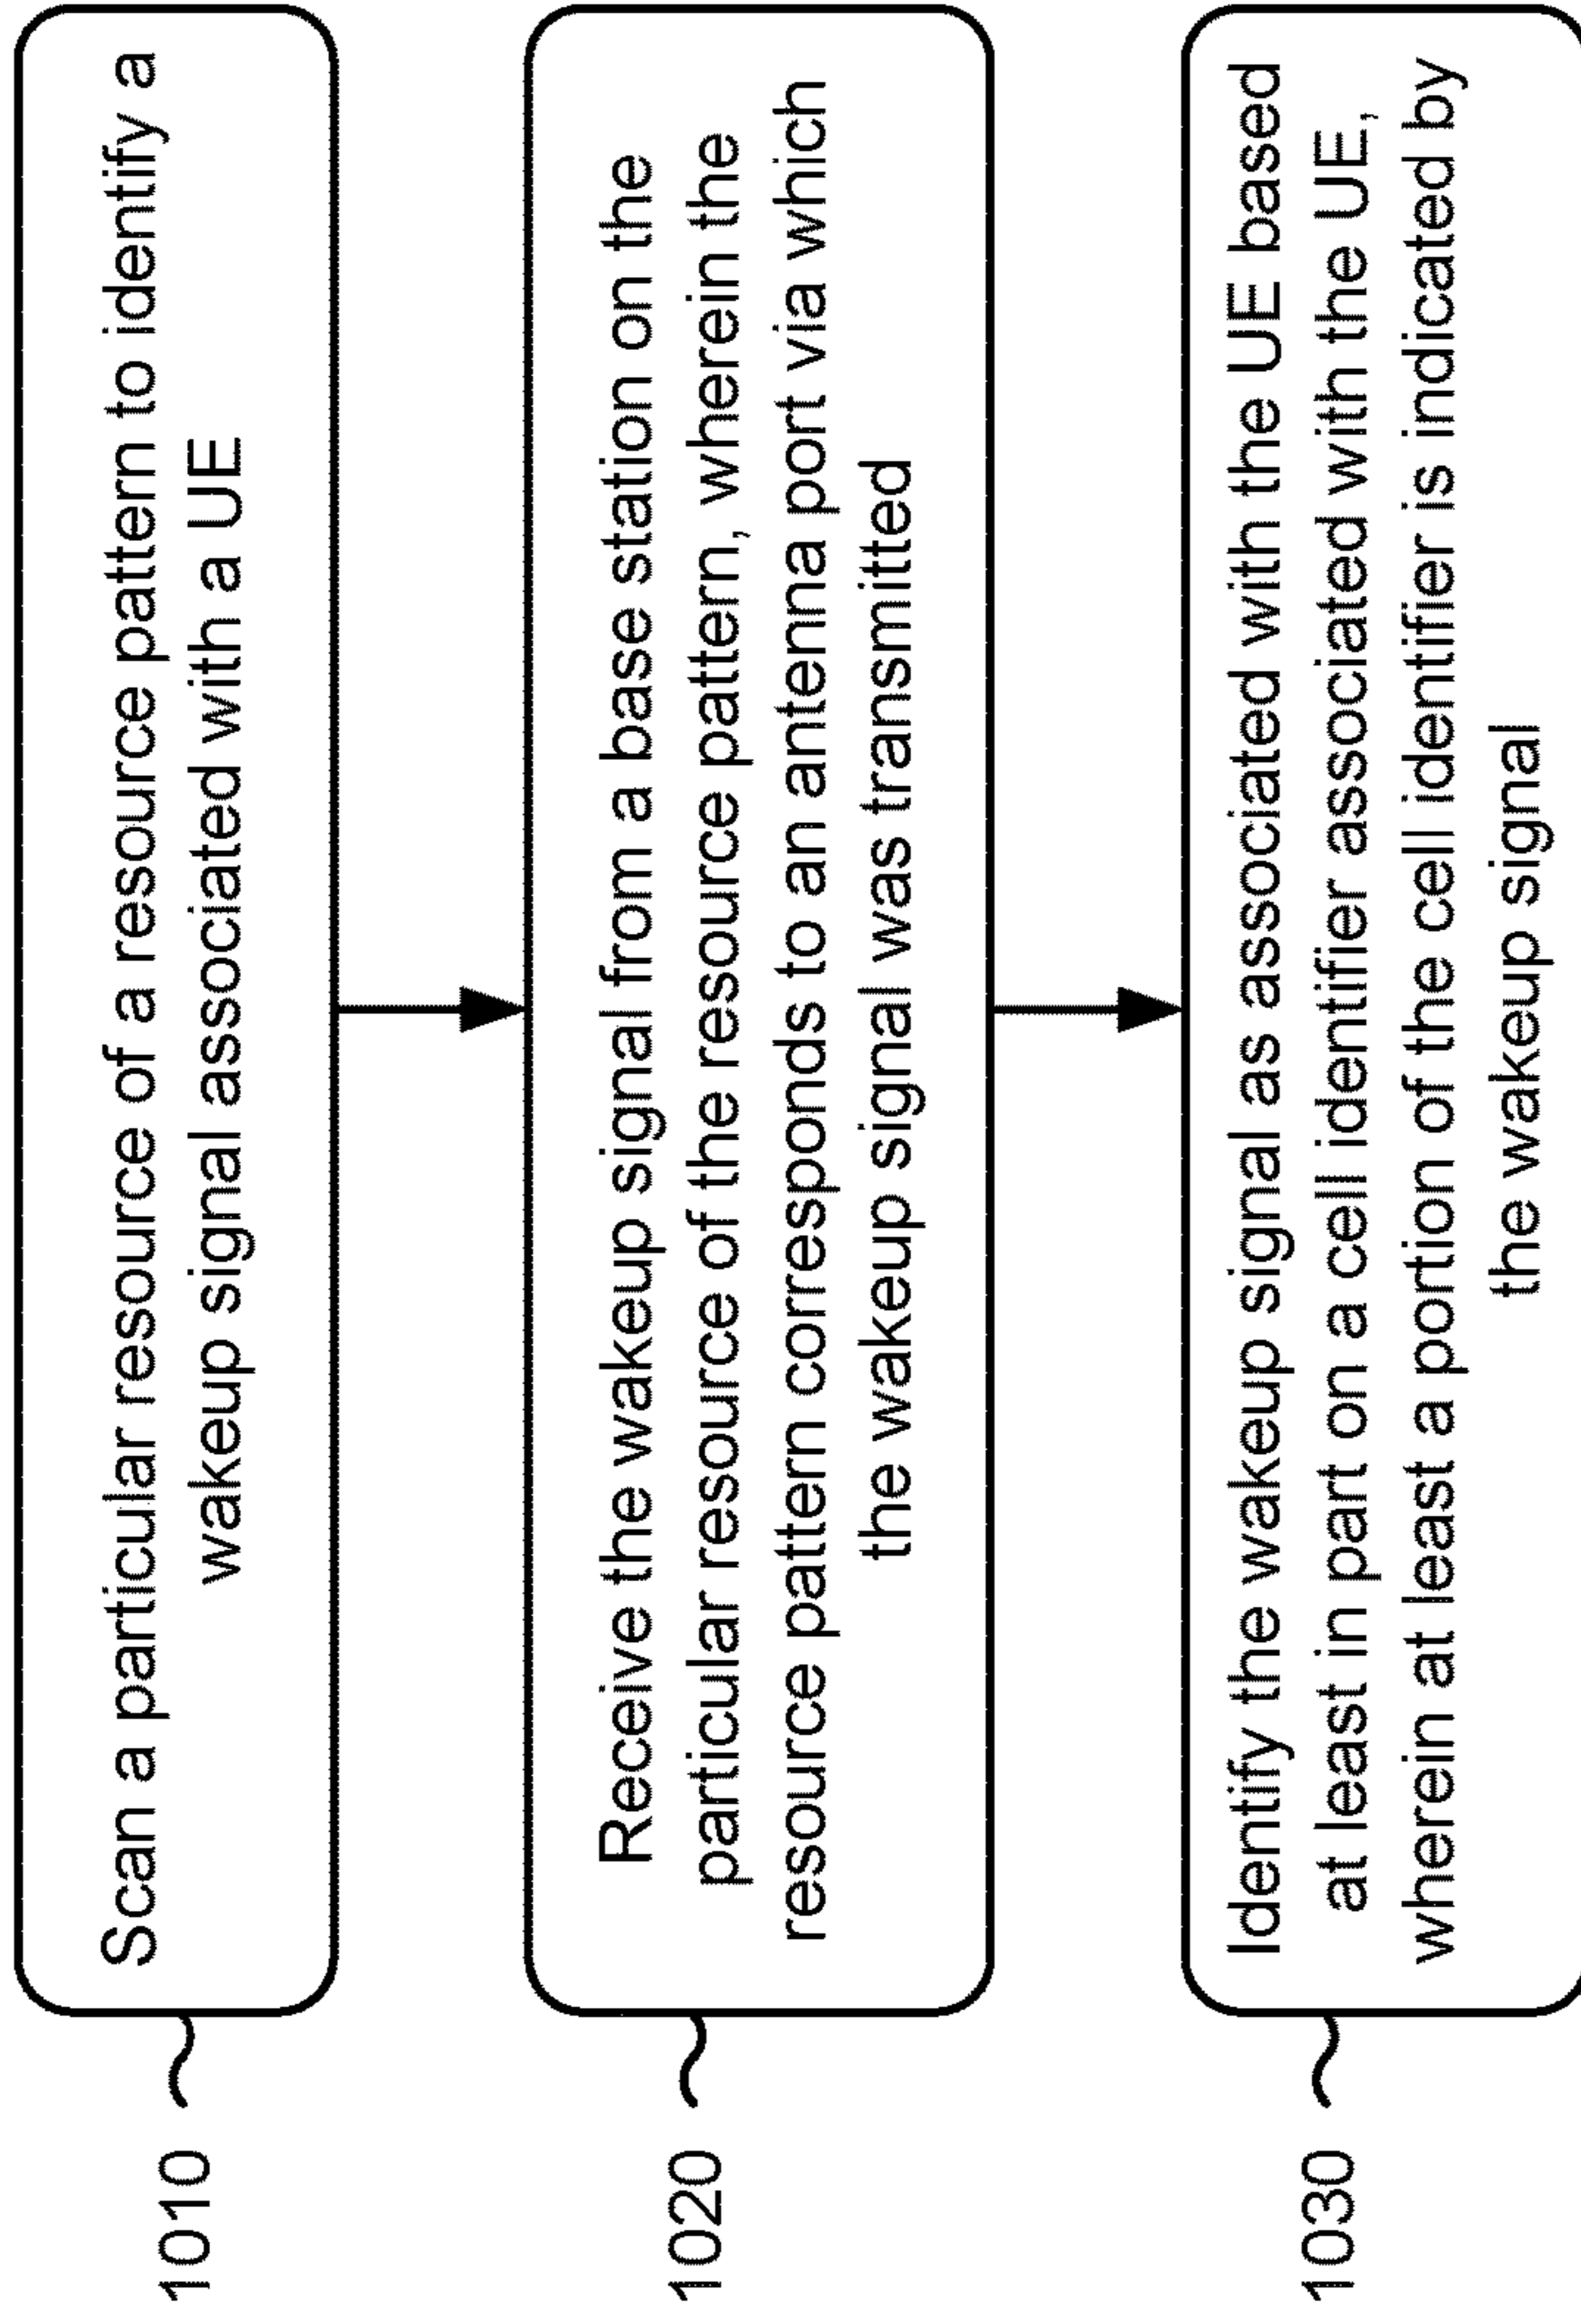 1010
Scan a particular resource of a resource pattern to identify a
wakeup signal associated with a UE
1020
Receive the wakeup signal from a base station on the
particular resource of the resource pattern, wherein the
resource pattern corresponds to an antenna port via which
the wakeup signal was transmitted
1030
Identify the wakeup signal as associated with the UE based
at least in part on a cell identifier associated with the UE,
wherein at least a portion of the cell identifier is indicated by
the wakeup signal